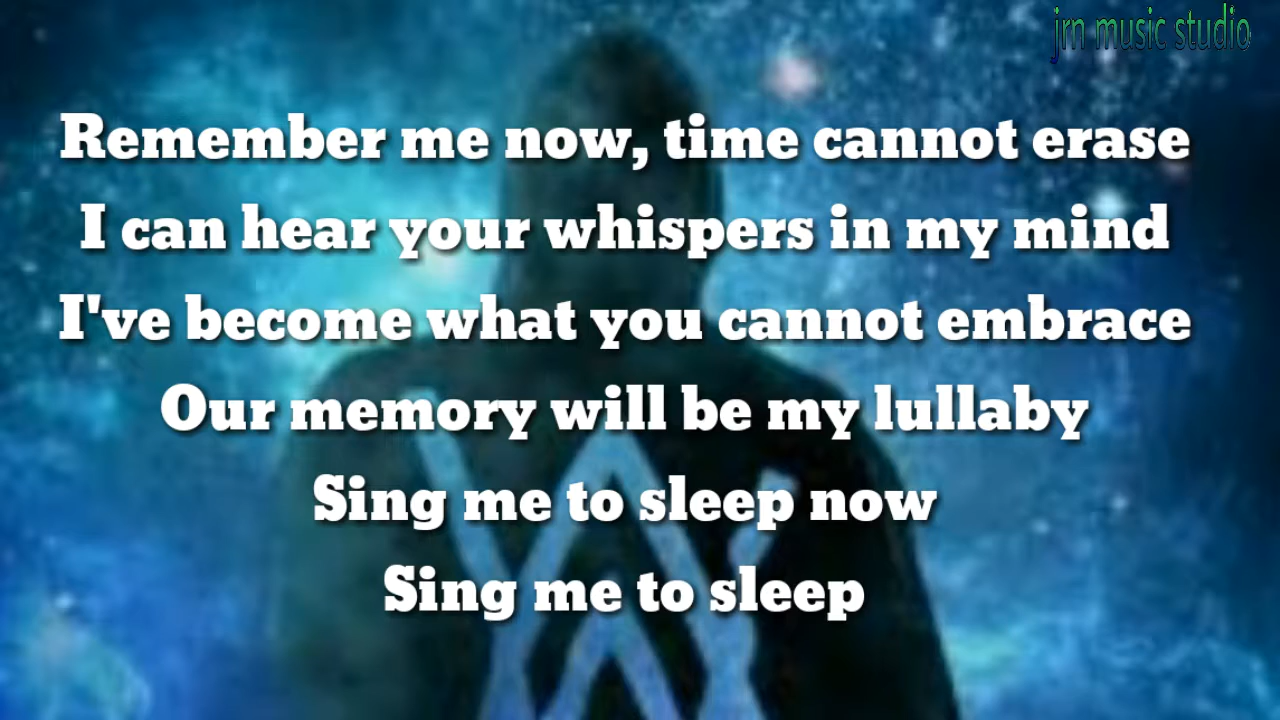 jrn music studio
Remember me now, time cannot erase
I can hear your whispers in my mind
I've become what you cannot embrace
Our memory will be my lullaby
Sing me to sleep now
Sing me to sleep